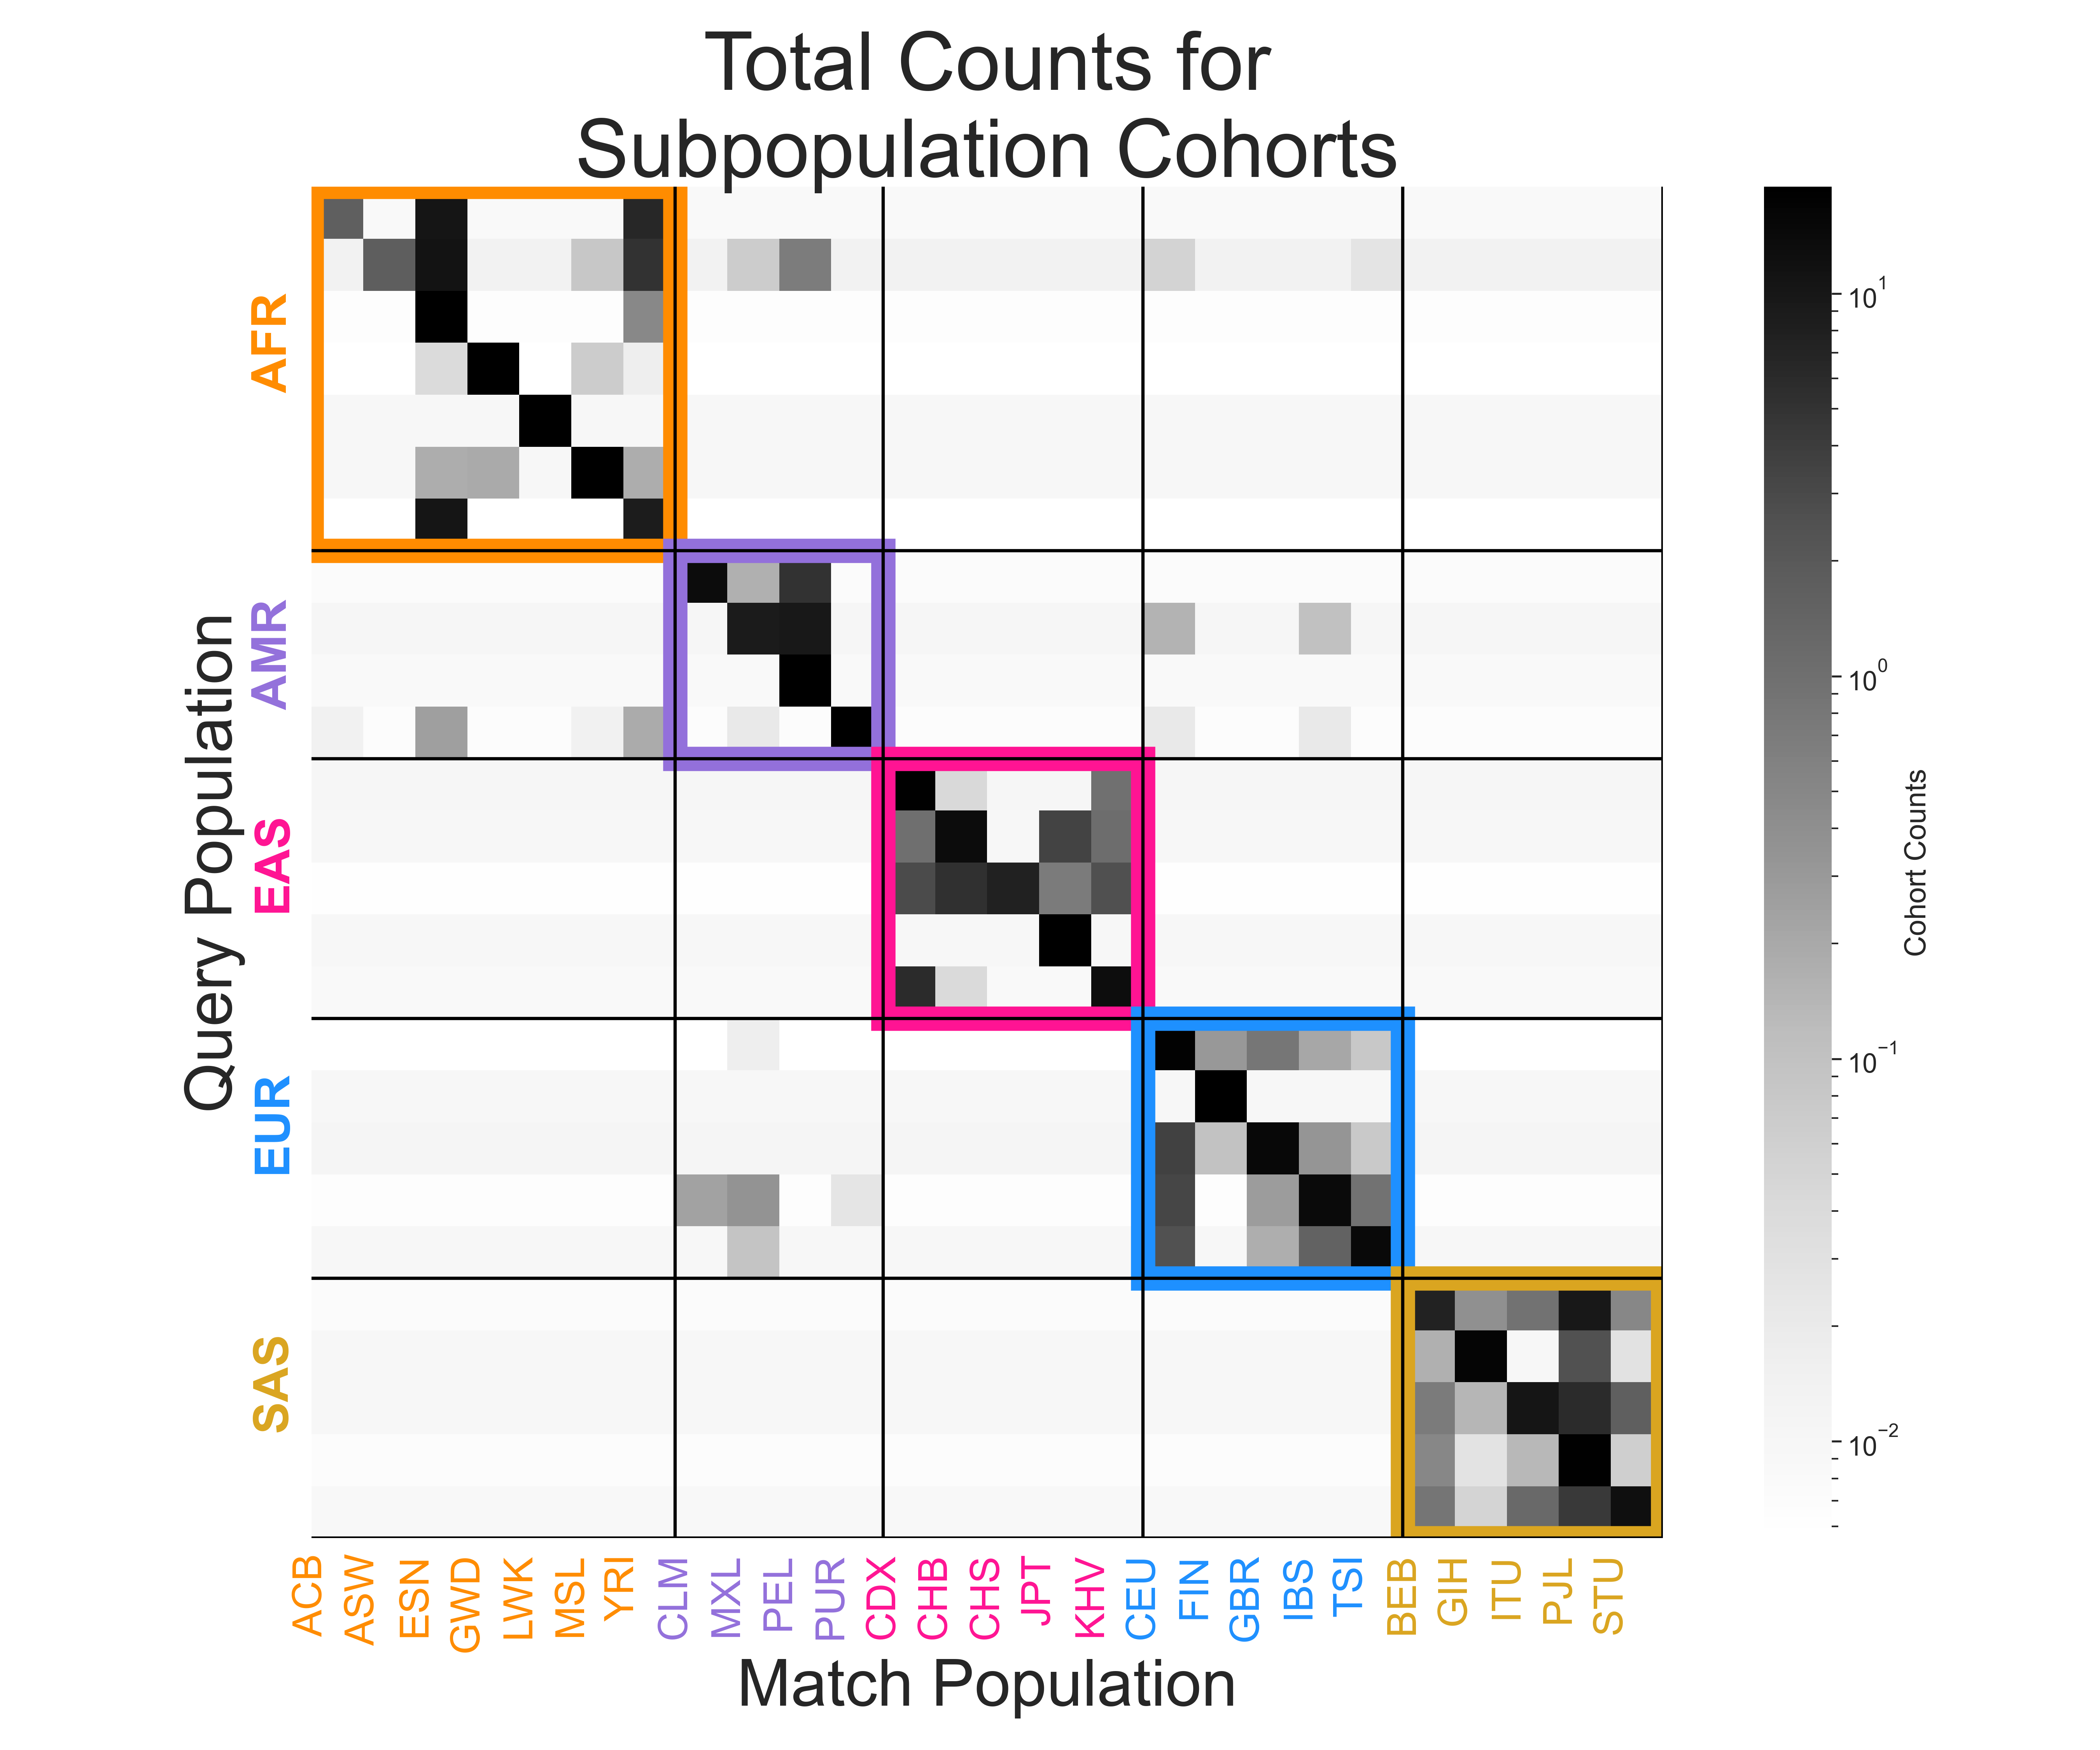 Total Counts for
Subpopulation Cohorts
Query Population
AFR
AMR
EAS
EUR
SAS
ACB
ASW
ESN
GWD
LWK
MSL
YRI
CLM
MXL
PEL
PUR
CDX
CHB
CHS
JPT
KHV
CEU
FIN
GBR
IBS
TSI
BEB
GIH
ITU
PJL
STU
Match Population
10¹
10⁰
10⁻¹
10⁻²
Cohort Counts